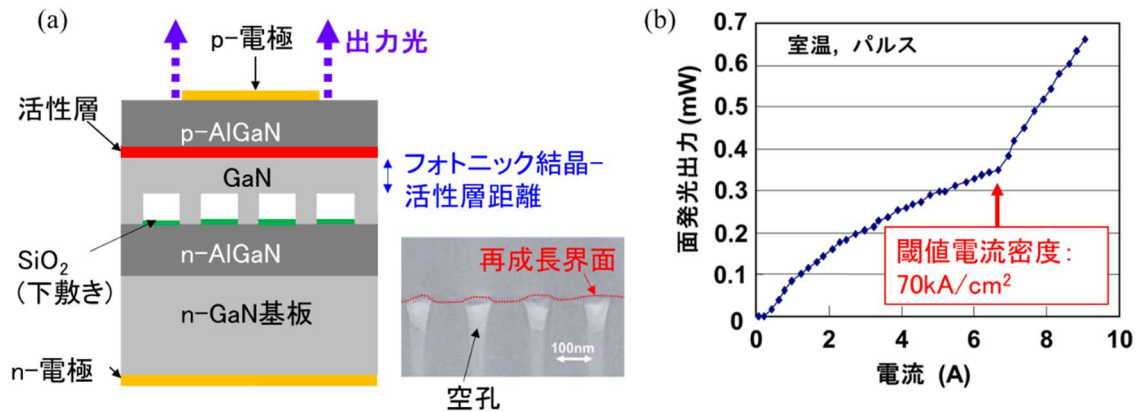 (a)
p-電極
出力光
活性層
p-AlGaN
GaN
フォトニック結晶-
活性層距離
n-AlGaN
SiO2
(下敷き)
n-GaN基板
n-電極
再成長界面
100nm
空孔
(b)
室温, パルス
面発光出力 (mW)
0.7
0.6
0.5
0.4
0.3
0.2
0.1
0
閾値電流密度:
70kA/cm²
0 2 4 6 8 10
電流 (A)